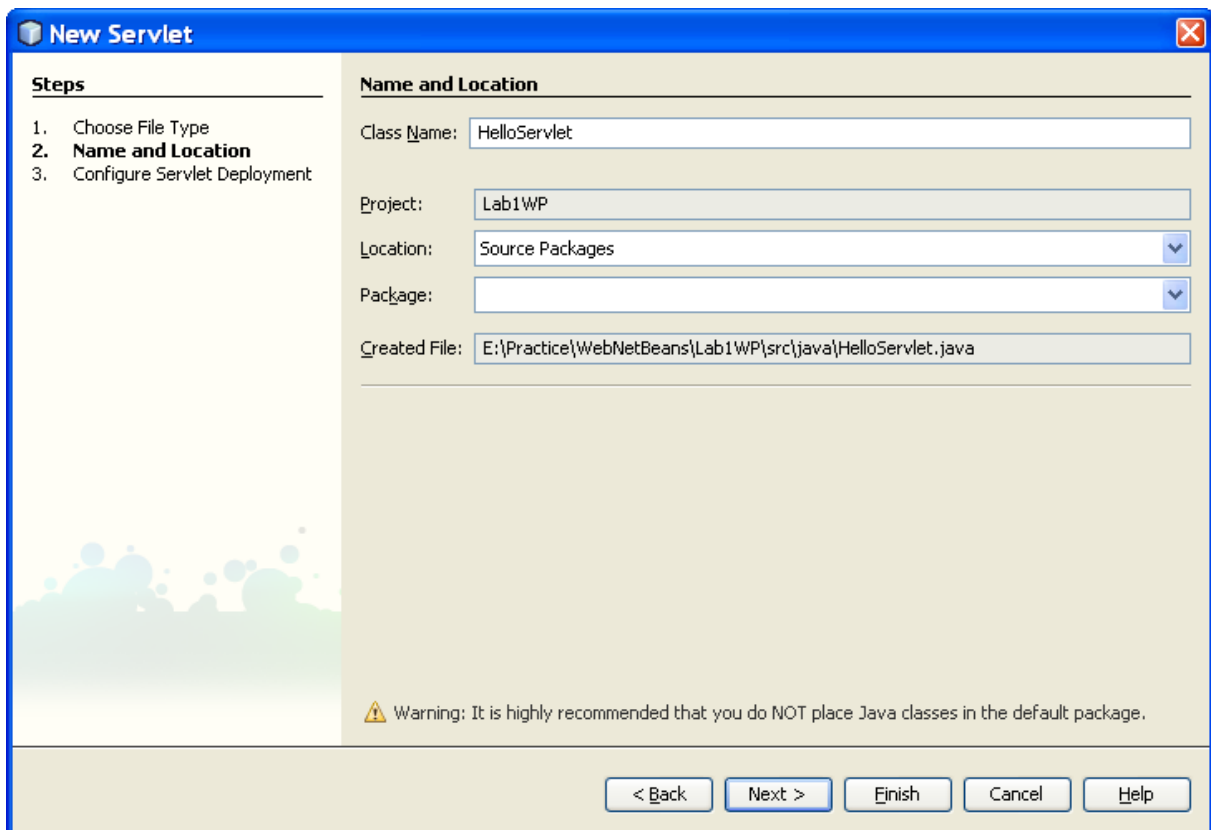 New Servlet
Steps
1. Choose File Type
2. Name and Location
3. Configure Servlet Deployment
Name and Location
Class Name: HelloServlet
Project: Lab1WP
Location: Source Packages
Package:
Created File: E:\Practice\WebNetBeans\Lab1WP\src\java\HelloServlet.java
Warning: It is highly recommended that you do NOT place Java classes in the default package.
< Back Next > Finish Cancel Help